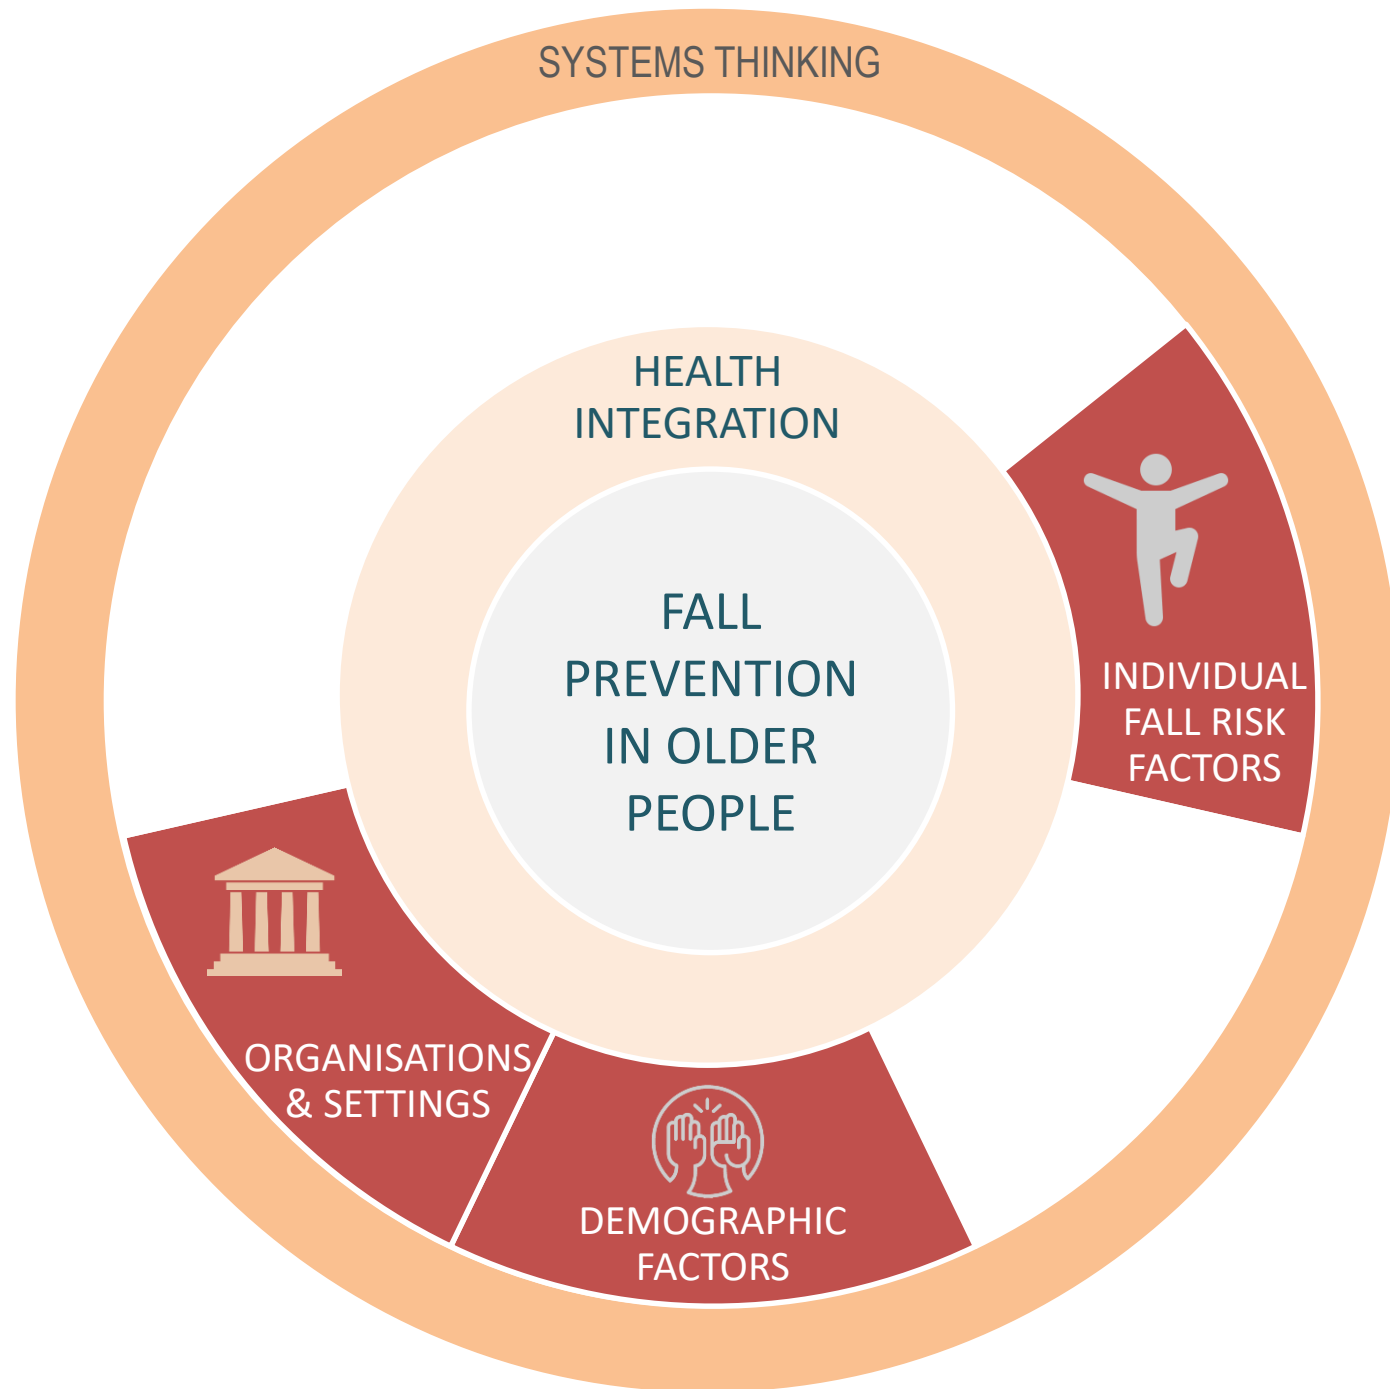 SYSTEMS THINKING
HEALTH
INTEGRATION
FALL
PREVENTION
IN OLDER
PEOPLE
INDIVIDUAL
FALL RISK
FACTORS
ORGANISATIONS
& SETTINGS
DEMOGRAPHIC
FACTORS